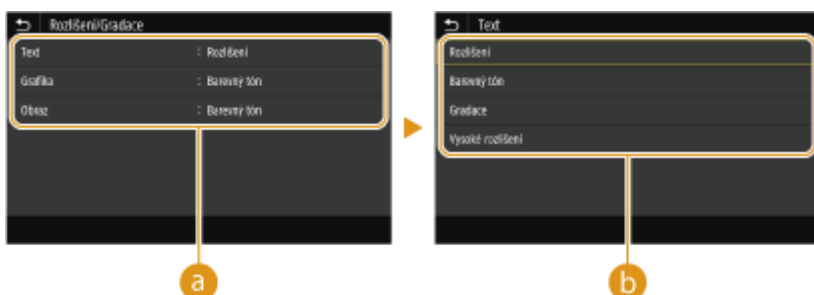 Rozlišení/Gradace
Text : Rozlišení
Grafika : Barevný tón
Obraz : Barevný tón
a
Text
Rozlišení
Barevný tón
Gradace
Vysoké rozlišení
b